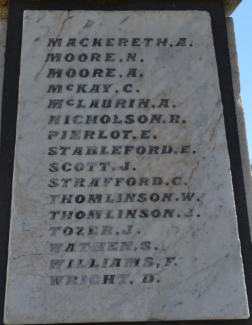 MACKERETH.A.
MOORE.N.
MOORE.A.
McKAY.C.
McLAURIN.A.
NICHOLSON.R.
PIERLOT.E.
STABLEFORD.E.
SCOTT.J.
STRAFFORD.C.
THOMLINSON.W.
THOMLINSON.J.
TOZER.J.
WATHEN.S.
WILLIAMS.F.
WRIGHT. D.